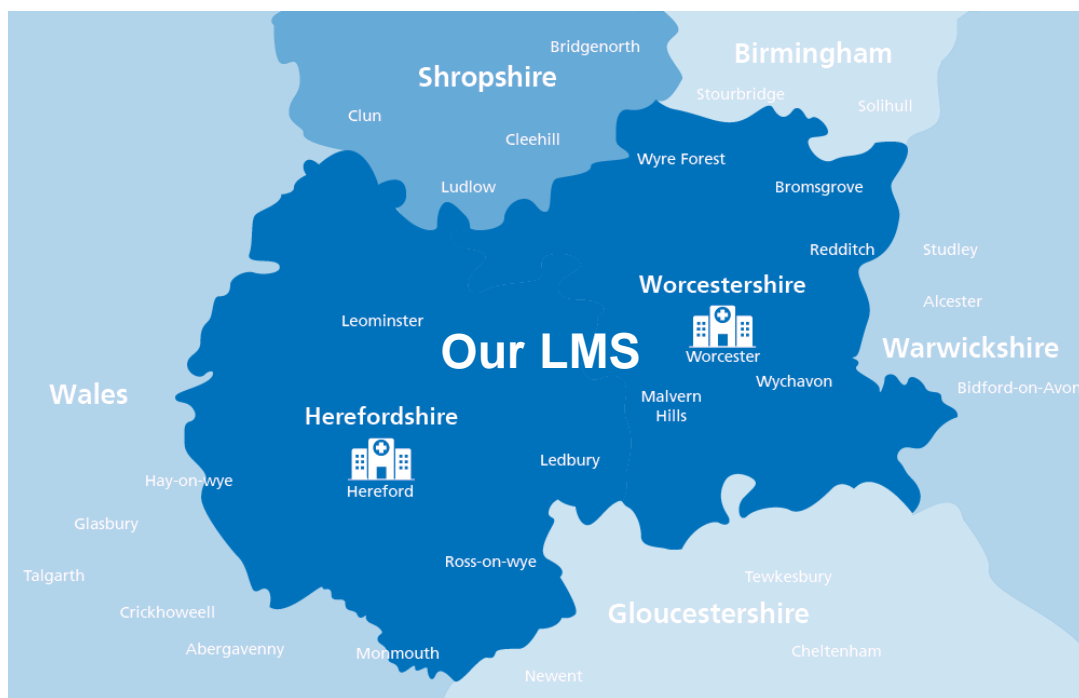 Bridgenorth
Birmingham
Shropshire
Stourbridge
Solihull
Clun
Cleehill
Wyre Forest
Ludlow
Bromsgrove
Redditch
Studley
Worcestershire
Alcester
Leominster
Our LMS
Worcester
Warwickshire
Wychavon
Bidford-on-Avon
Wales
Malvern
Hills
Herefordshire
Ledbury
Hay-on-wye
Hereford
Glasbury
Ross-on-wye
Talgarth
Tewkesbury
Crickhoweell
Gloucestershire
Abergavenny
Monmouth
Cheltenham
Newent